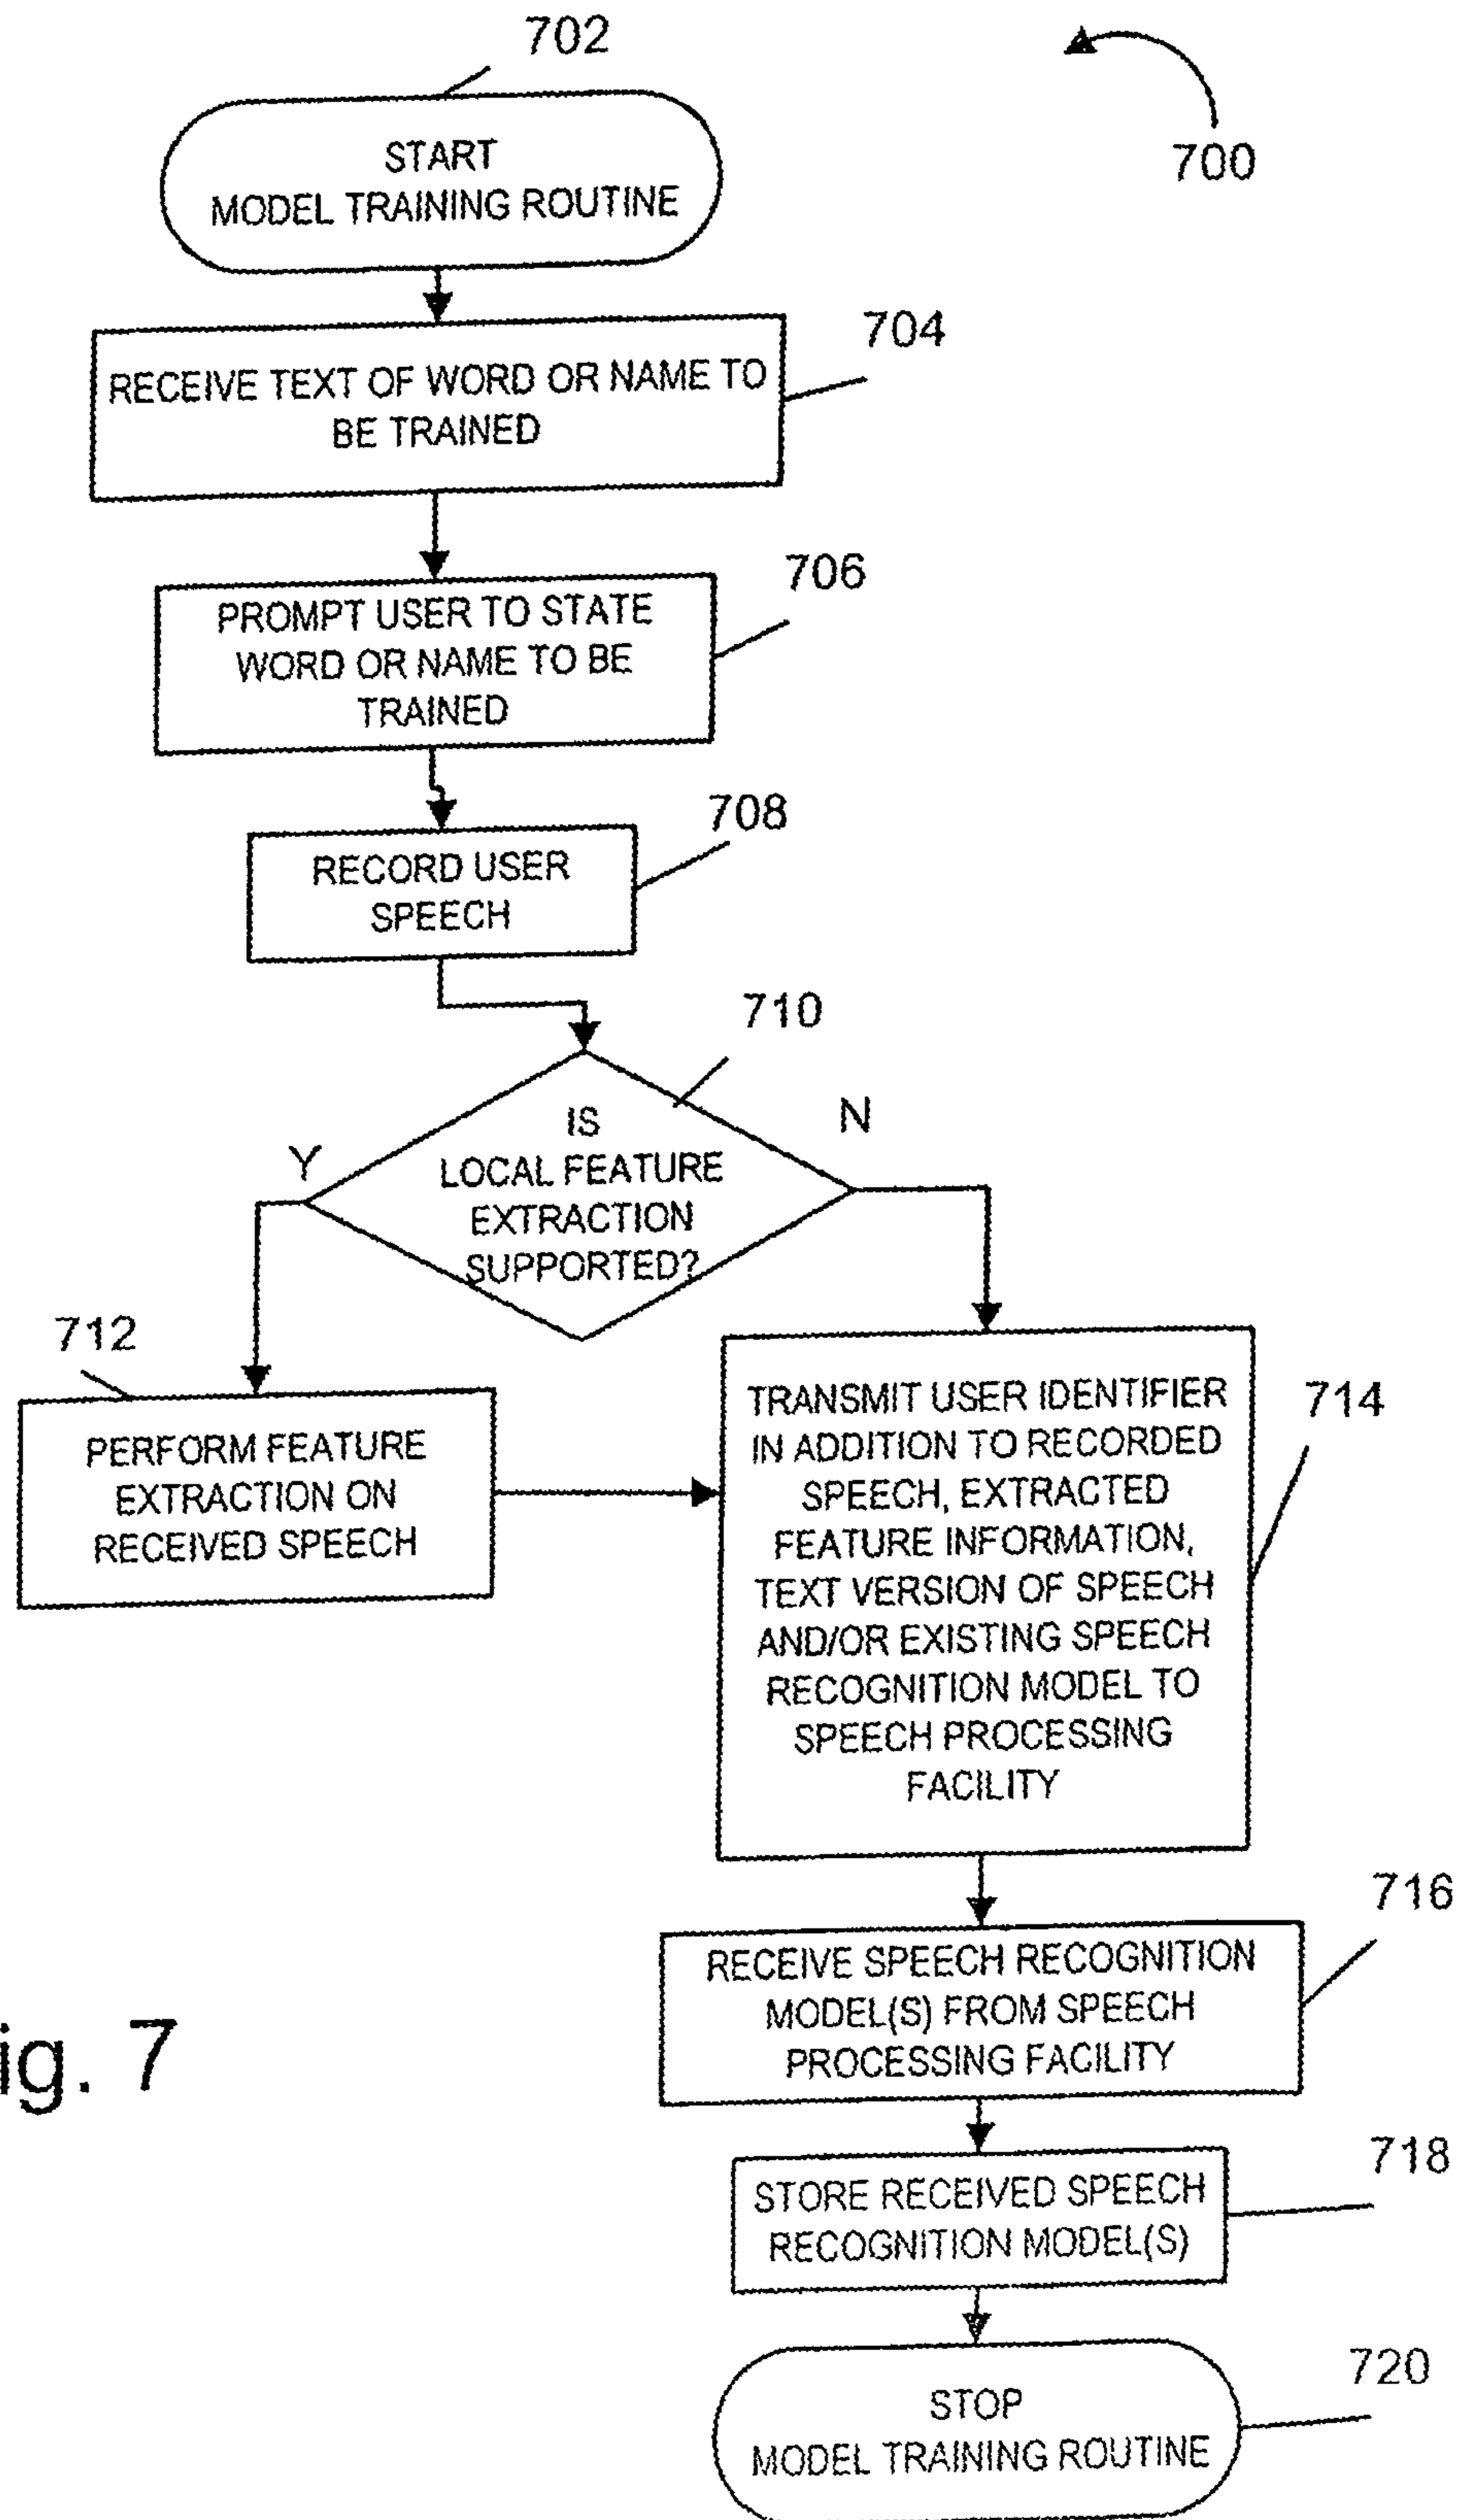 702
700
START
MODEL TRAINING ROUTINE
704
RECEIVE TEXT OF WORD OR NAME TO
BE TRAINED
706
PROMPT USER TO STATE
WORD OR NAME TO BE
TRAINED
708
RECORD USER
SPEECH
710
IS
LOCAL FEATURE
EXTRACTION
SUPPORTED?
Y
N
712
PERFORM FEATURE
EXTRACTION ON
RECEIVED SPEECH
714
TRANSMIT USER IDENTIFIER
IN ADDITION TO RECORDED
SPEECH, EXTRACTED
FEATURE INFORMATION,
TEXT VERSION OF SPEECH
AND/OR EXISTING SPEECH
RECOGNITION MODEL TO
SPEECH PROCESSING
FACILITY
716
RECEIVE SPEECH RECOGNITION
MODEL(S) FROM SPEECH
PROCESSING FACILITY
ig. 7
718
STORE RECEIVED SPEECH
RECOGNITION MODEL(S)
720
STOP
MODEL TRAINING ROUTINE